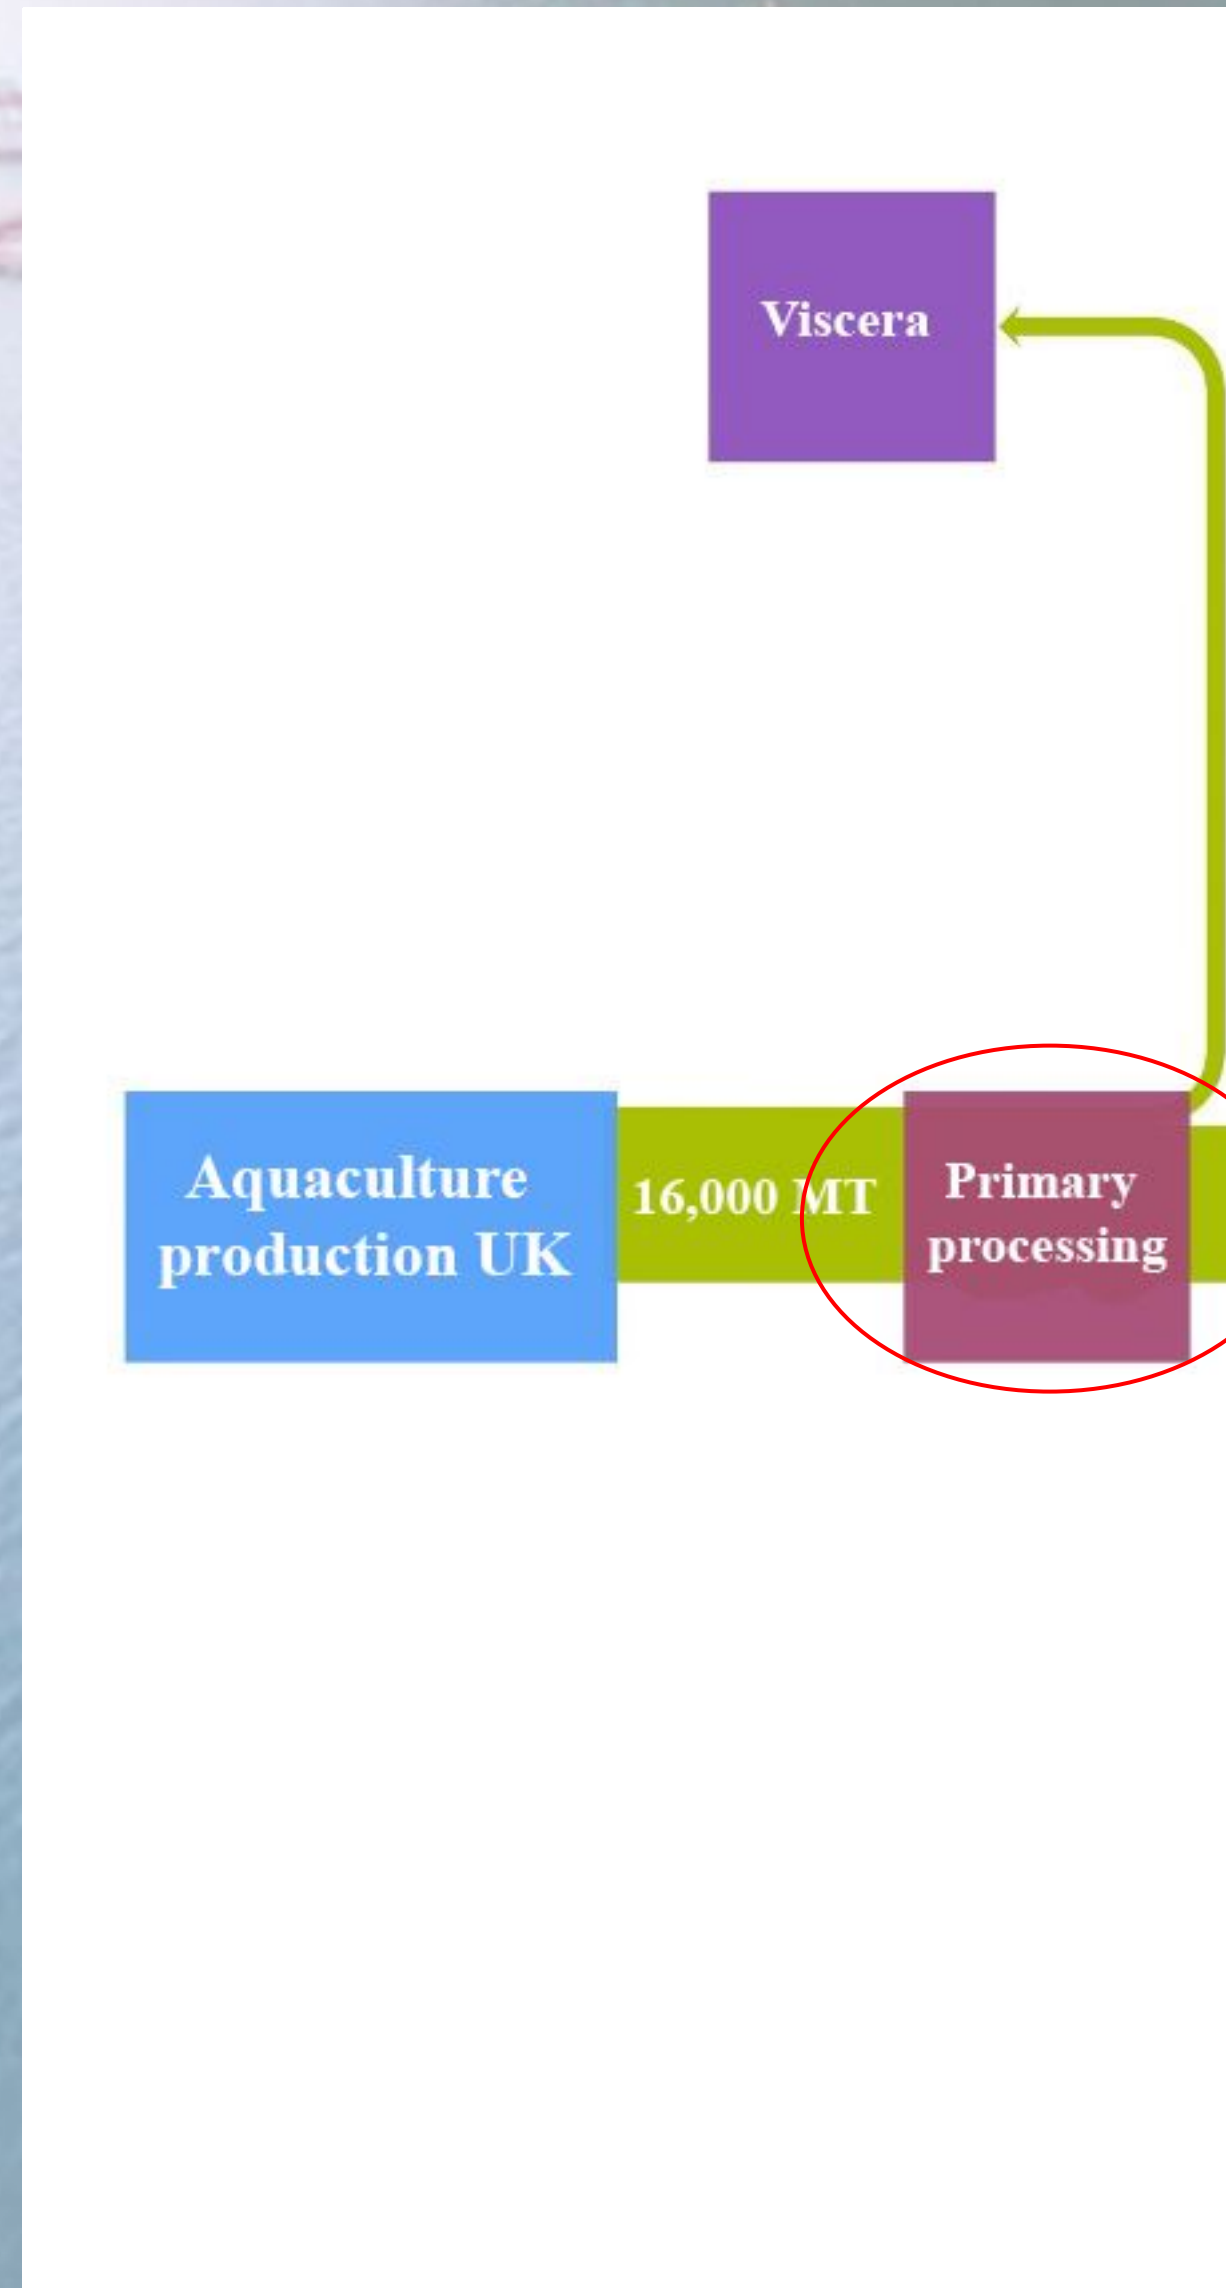 Viscera
Aquaculture
production UK
16,000 MT
Primary
processing